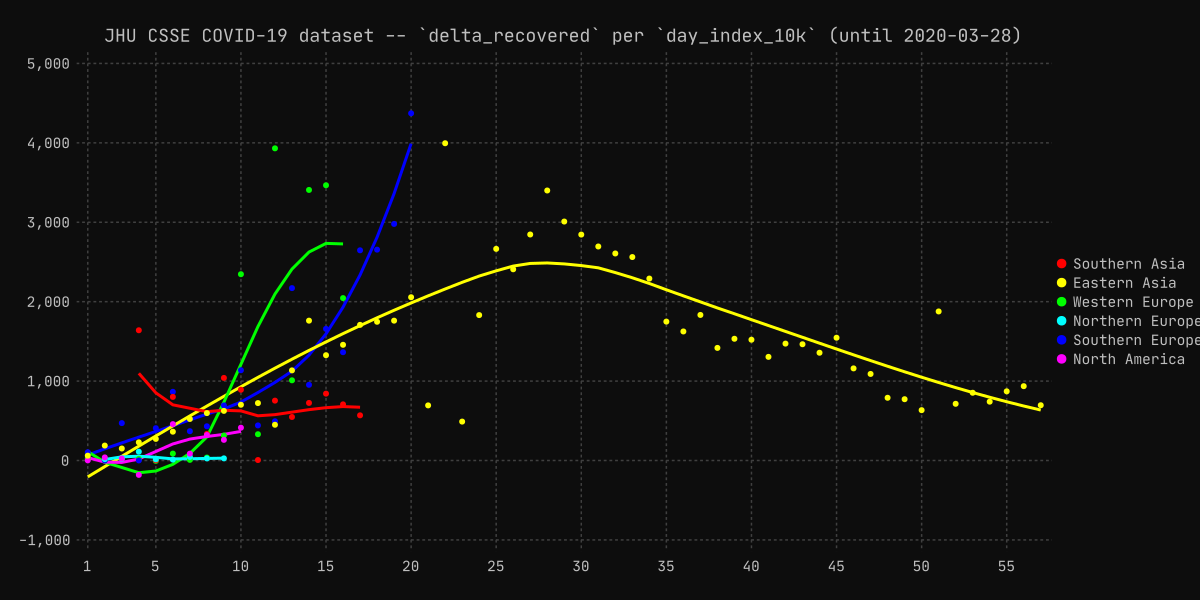 JHU CSSE COVID-19 dataset -- `delta_recovered` per `day_index_10k` (until 2020-03-28)
5,000
4,000
3,000
2,000
1,000
0
-1,000
1 5 10 15 20 25 30 35 40 45 50 55
Southern Asia
Eastern Asia
Western Europe
Northern Europe
Southern Europe
North America